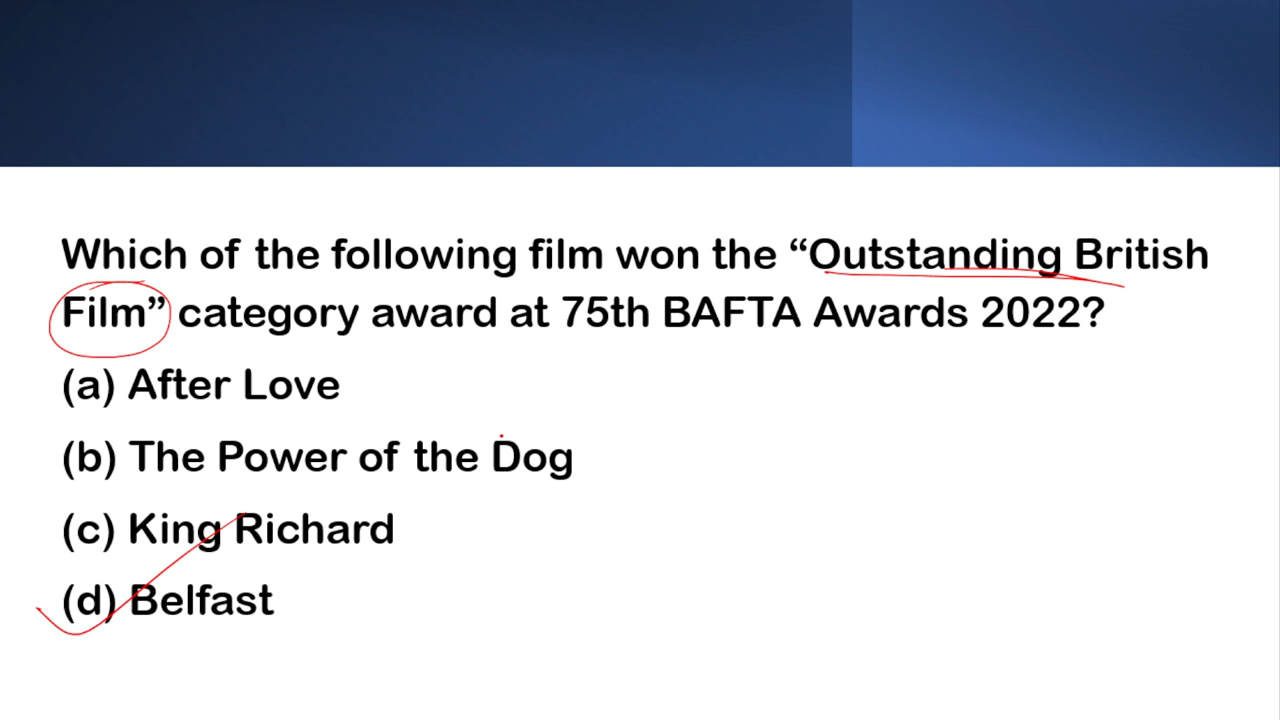 Which of the following film won the “Outstanding British
Film” category award at 75th BAFTA Awards 2022?
(a) After Love
(b) The Power of the Dog
(c) King Richard
(d) Belfast